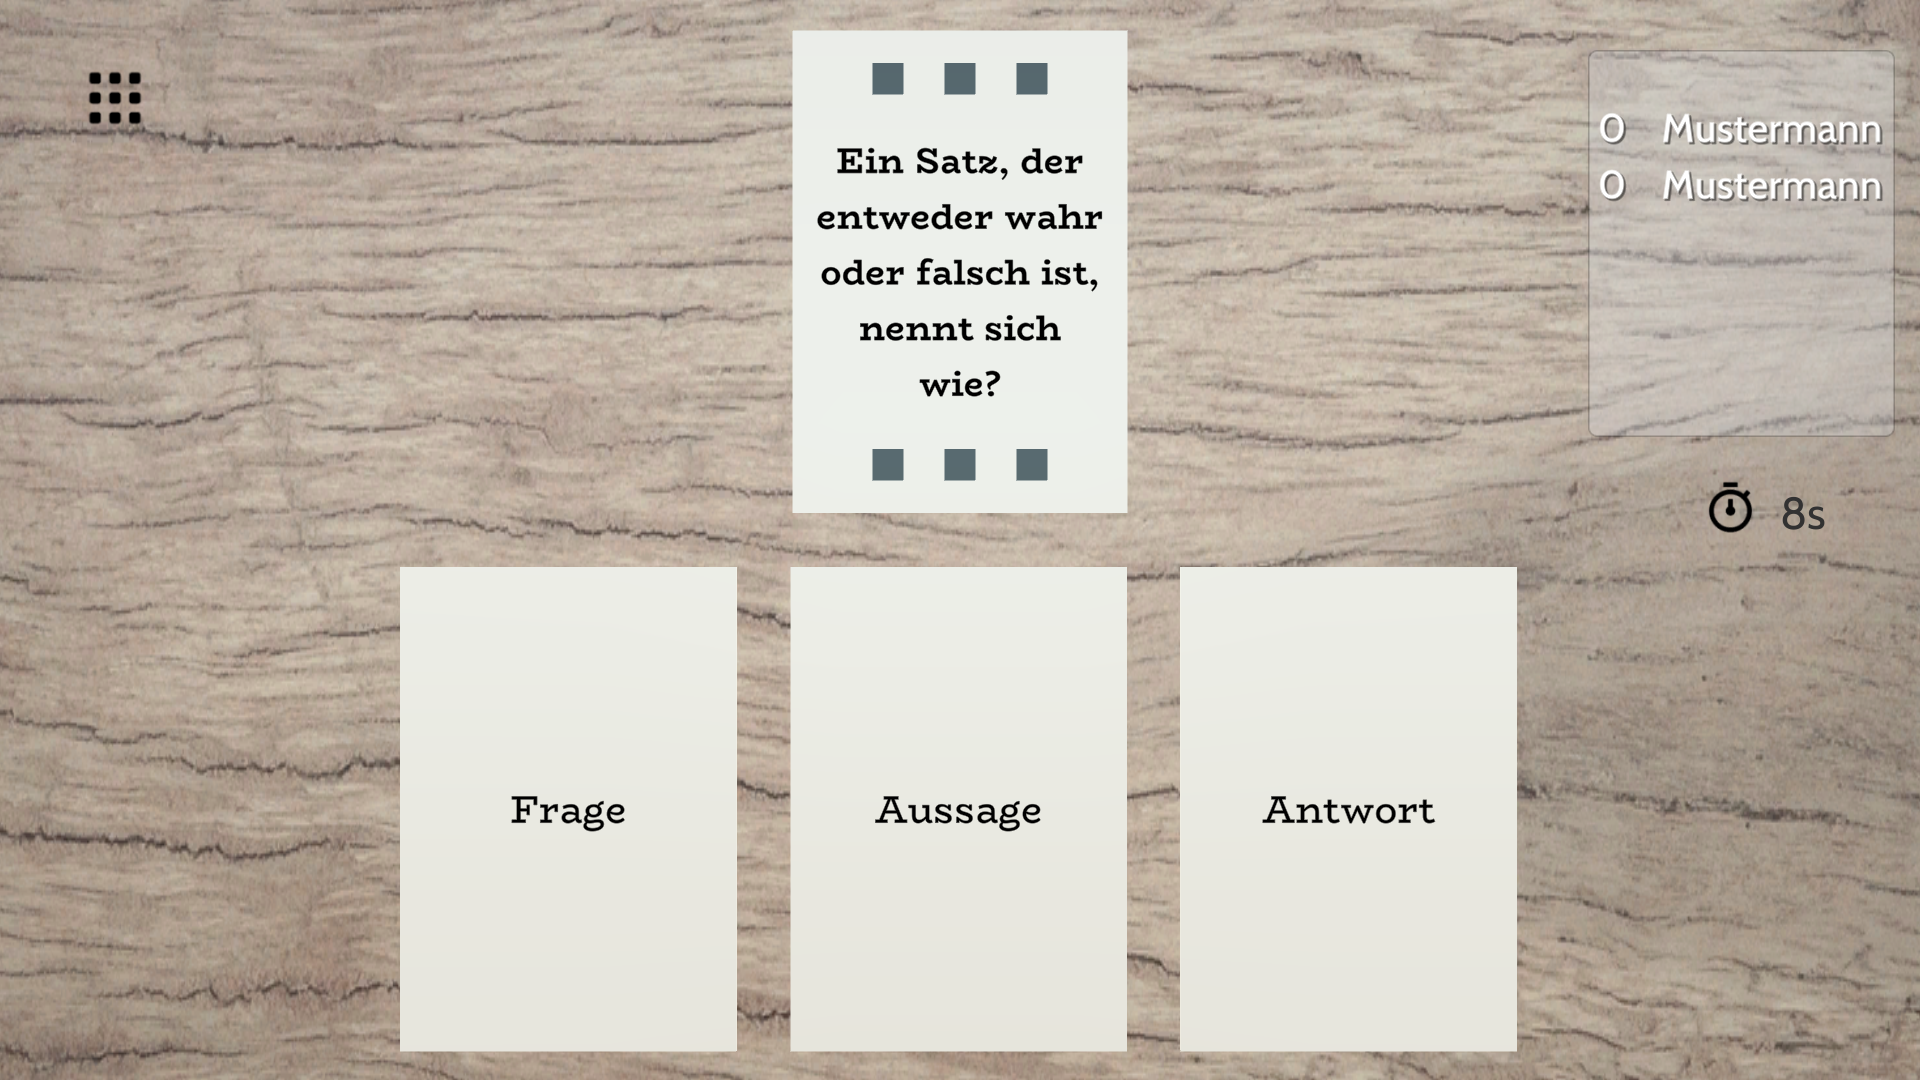 Ein Satz, der
entweder wahr
oder falsch ist,
nennt sich
wie?
0 Mustermann
0 Mustermann
8s
Frage
Aussage
Antwort